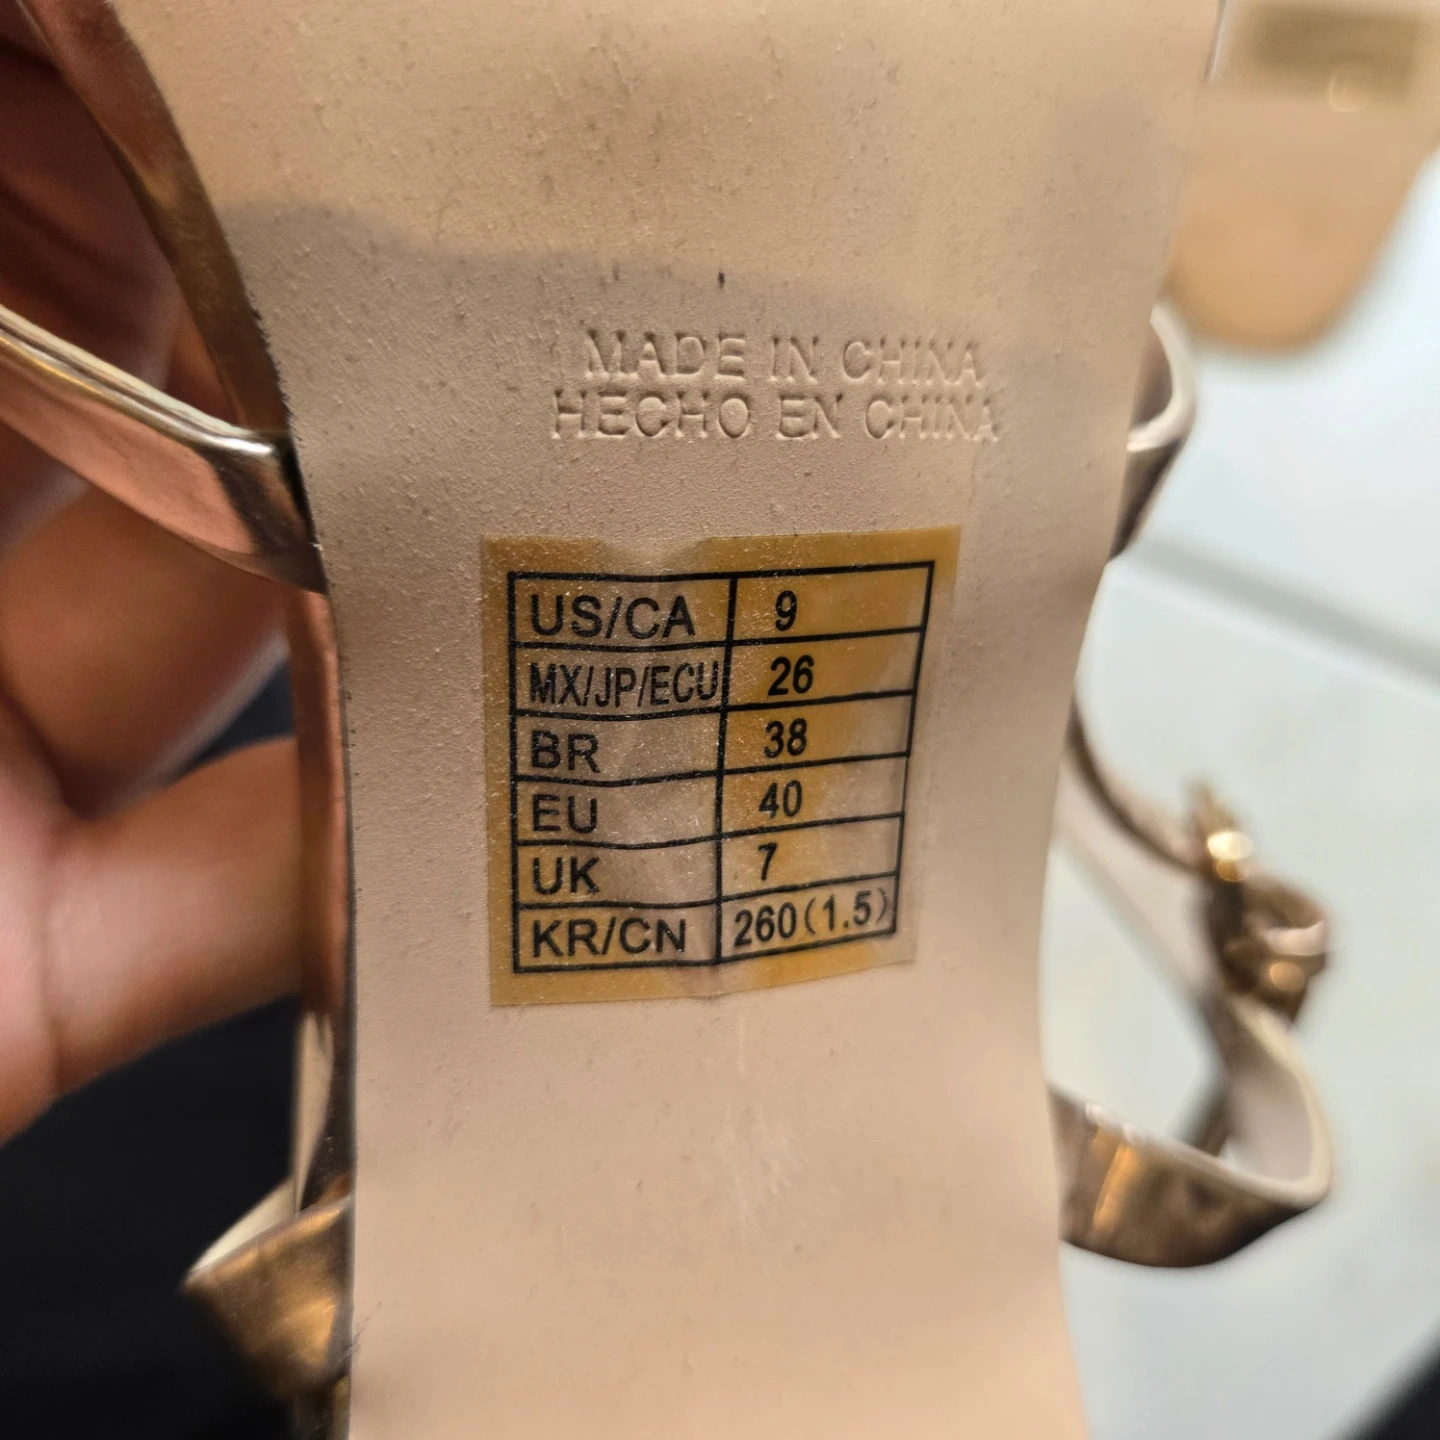 MADE IN CHINA
HECHO EN CHINA
US/CA 9
MX/JP/ECU 26
BR 38
EU 40
UK 7
KR/CN 260(1.5)